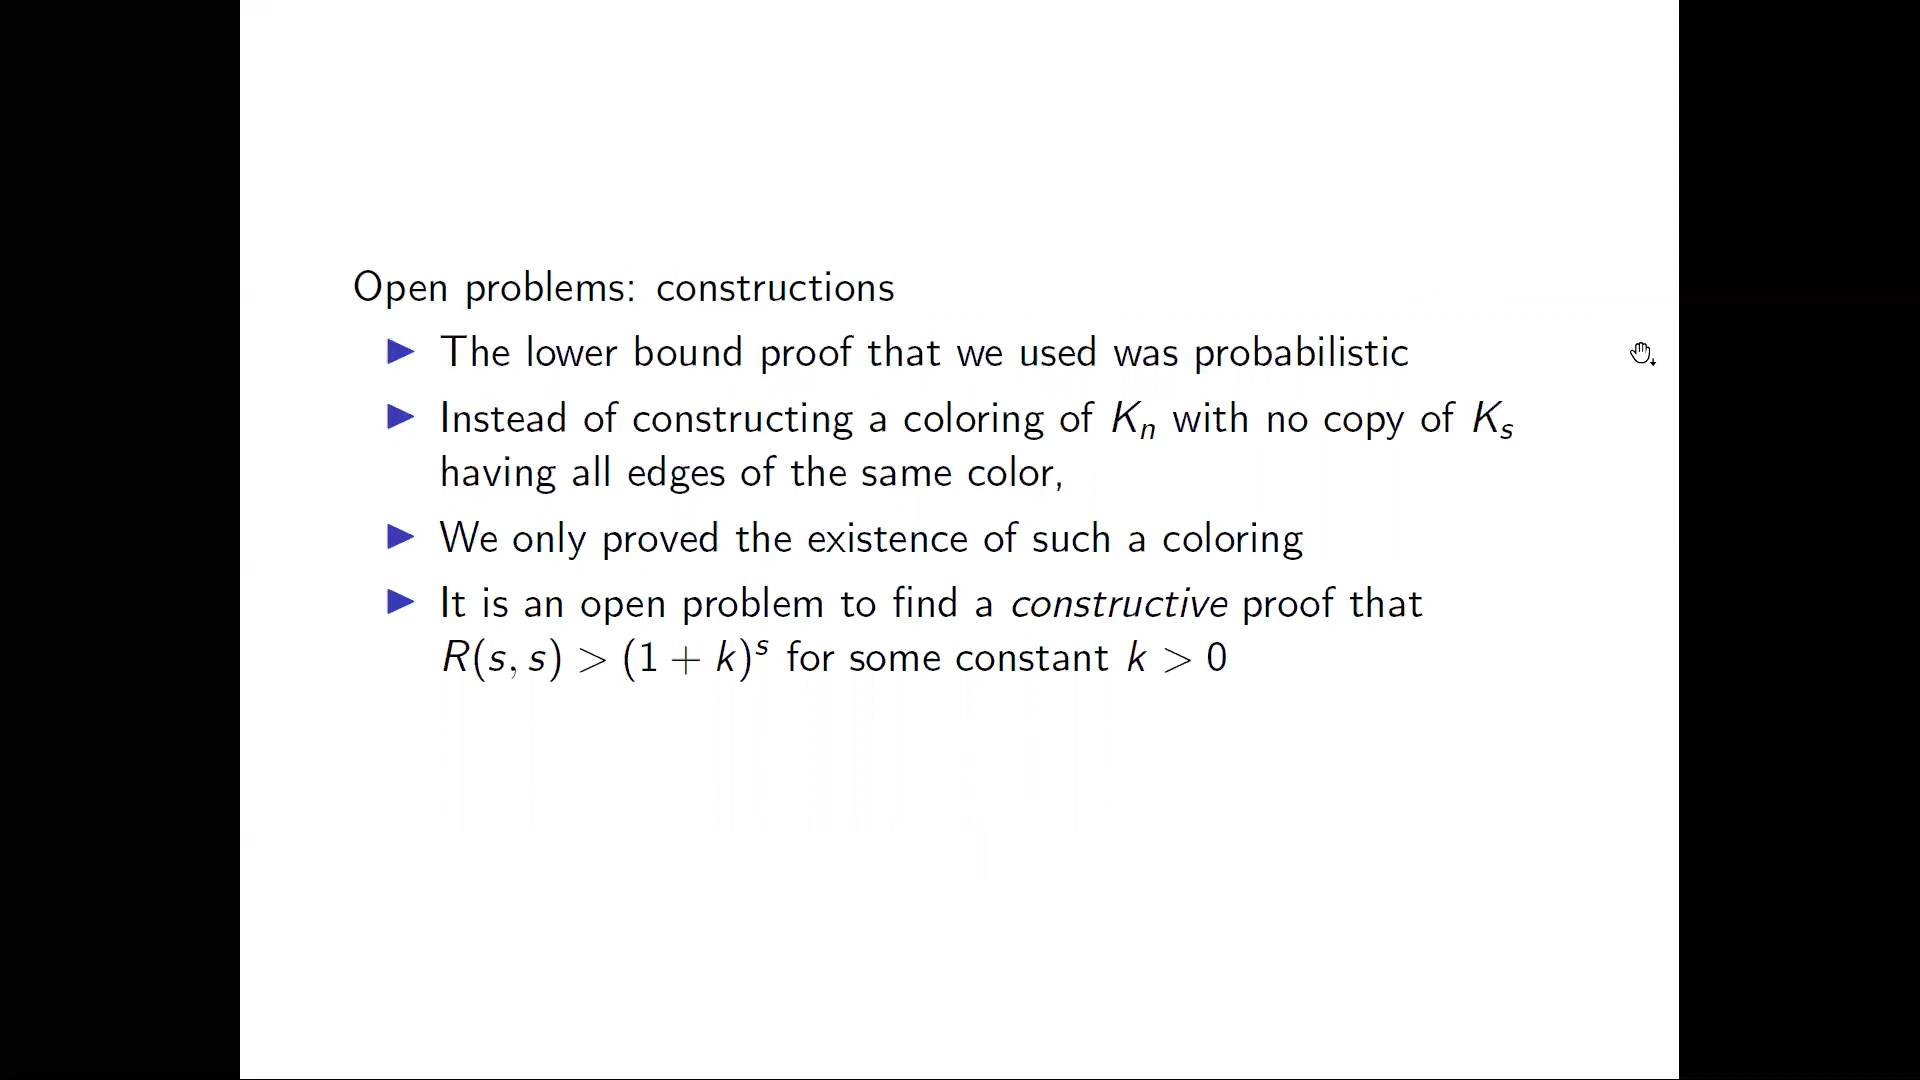 Open problems: constructions
▶ The lower bound proof that we used was probabilistic
▶ Instead of constructing a coloring of Kₙ with no copy of Kₛ
having all edges of the same color,
▶ We only proved the existence of such a coloring
▶ It is an open problem to find a constructive proof that
R(s, s) > (1 + k)ˢ for some constant k > 0